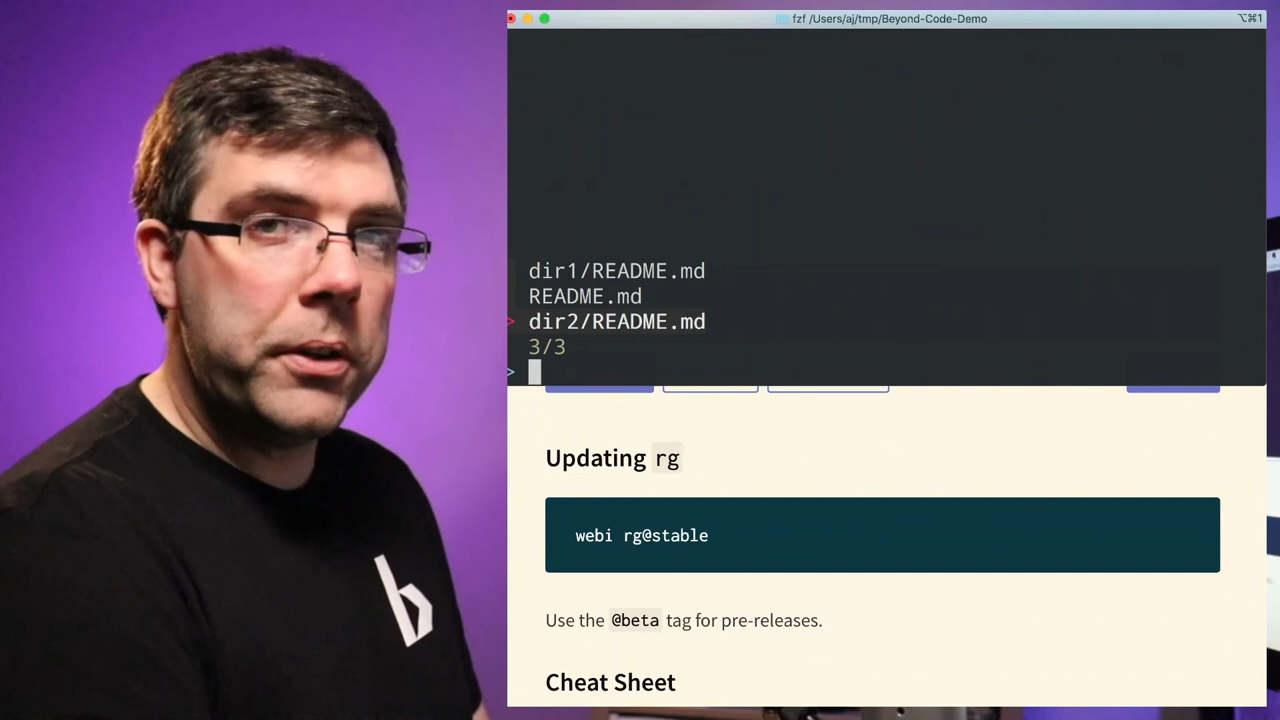 fzf /Users/aj/tmp/Beyond-Code-Demo
⌥⌘1
dir1/README.md
README.md
> dir2/README.md
3/3
>
Updating rg
webi rg@stable
Use the @beta tag for pre-releases.
Cheat Sheet
b